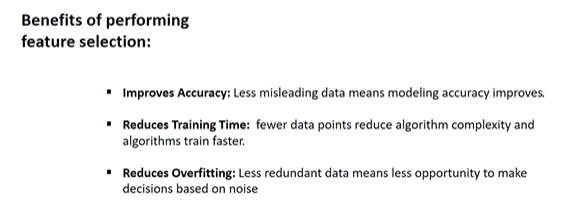 Benefits of performing
feature selection:
▪ Improves Accuracy: Less misleading data means modeling accuracy improves.
▪ Reduces Training Time: fewer data points reduce algorithm complexity and
algorithms train faster.
▪ Reduces Overfitting: Less redundant data means less opportunity to make
decisions based on noise